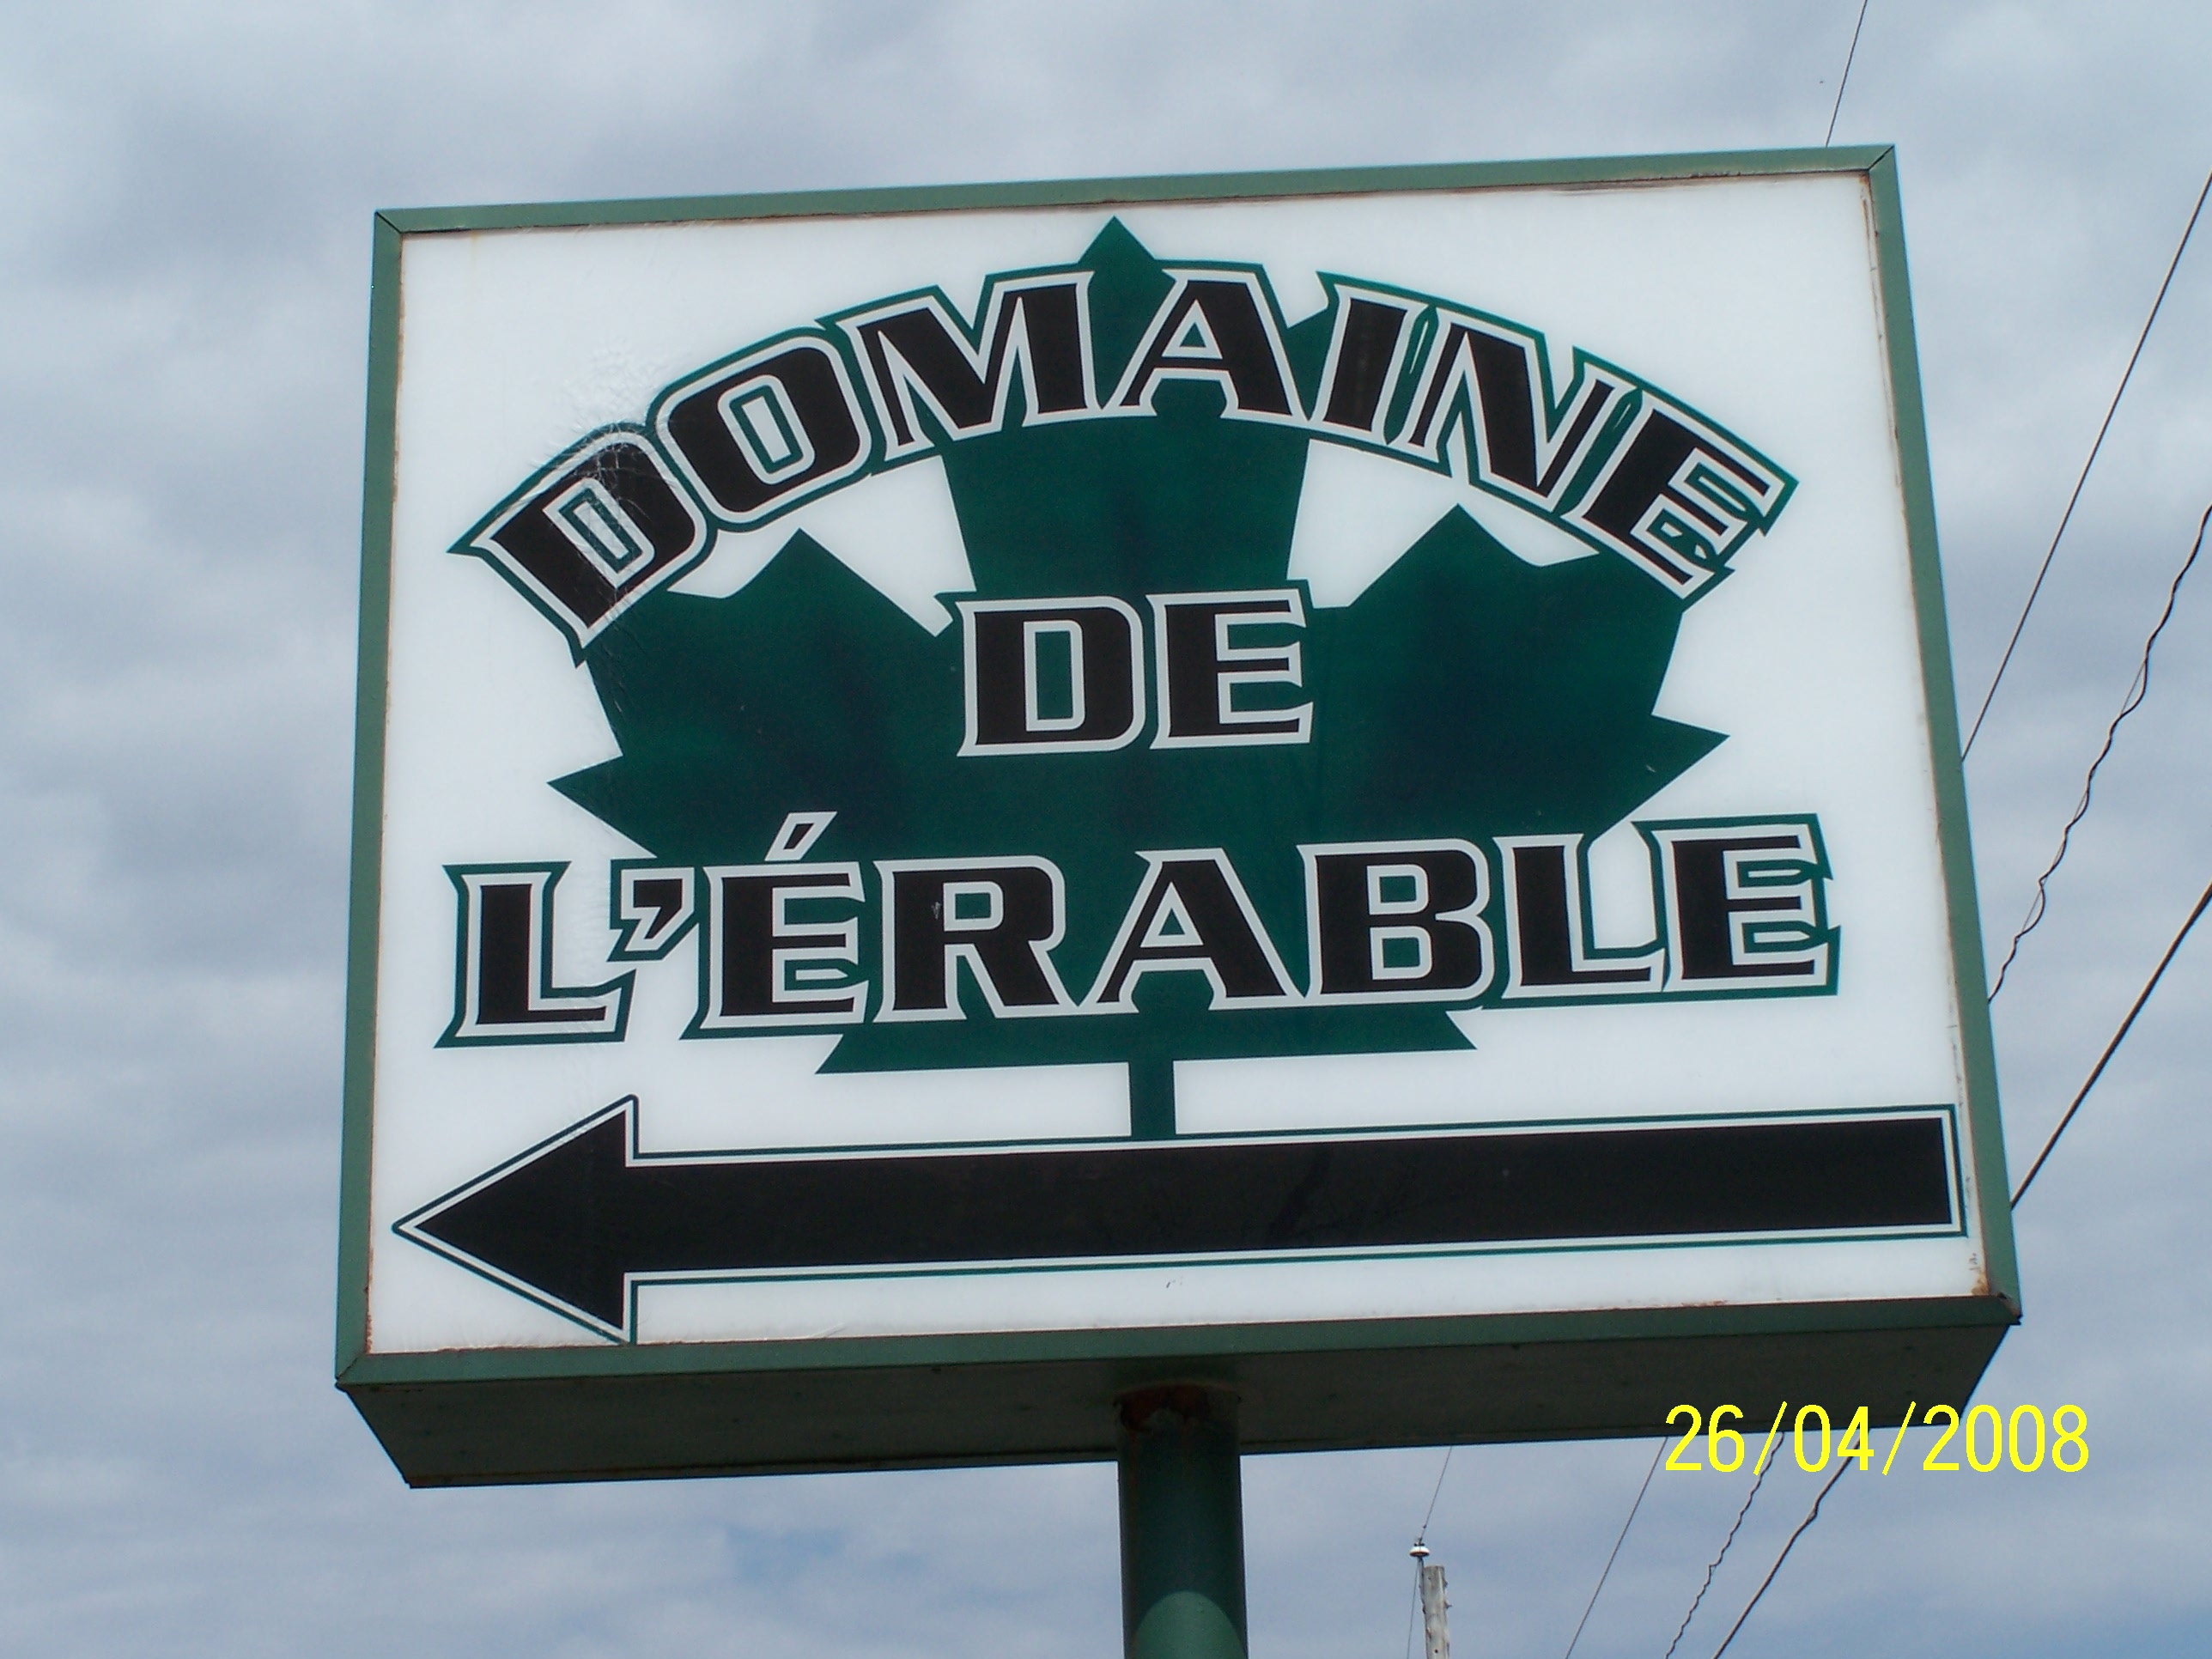 DOMAINE
DE
L'ÉRABLE
26/04/2008